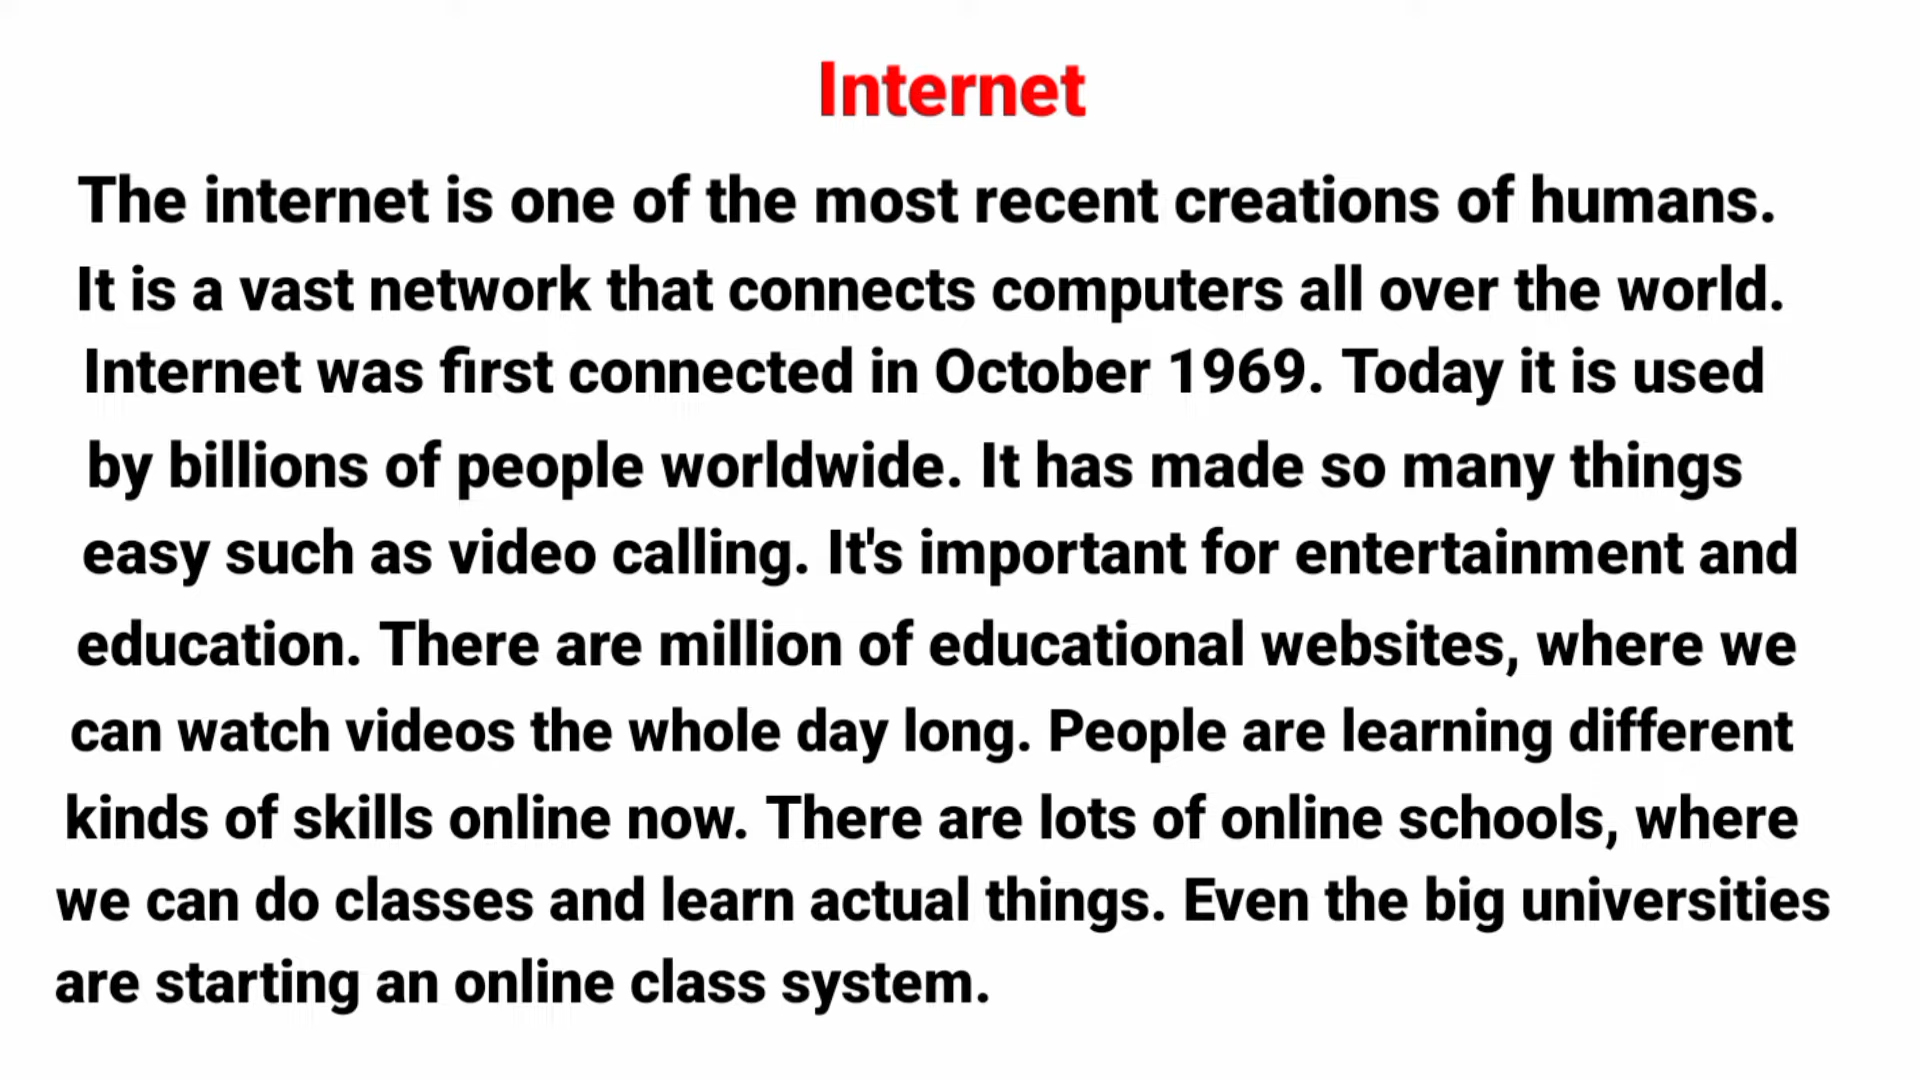 Internet
The internet is one of the most recent creations of humans.
It is a vast network that connects computers all over the world.
Internet was first connected in October 1969. Today it is used
by billions of people worldwide. It has made so many things
easy such as video calling. It's important for entertainment and
education. There are million of educational websites, where we
can watch videos the whole day long. People are learning different
kinds of skills online now. There are lots of online schools, where
we can do classes and learn actual things. Even the big universities
are starting an online class system.